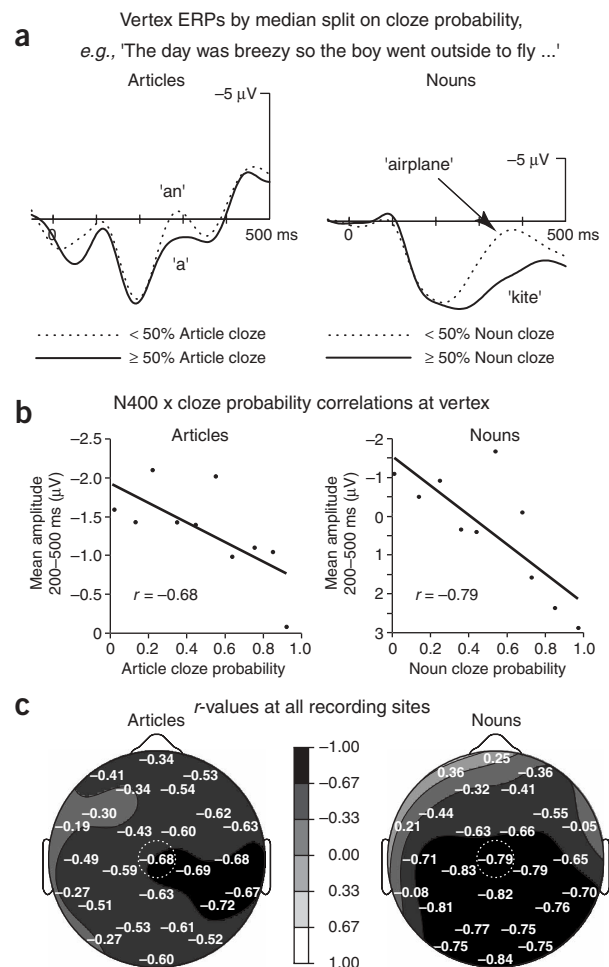 a
Vertex ERPs by median split on cloze probability,
e.g., 'The day was breezy so the boy went outside to fly ...'
Articles
Nouns
−5 μV
'an'
'a'
0
500 ms
−5 μV
'airplane'
'kite'
0
500 ms
< 50% Article cloze
≥ 50% Article cloze
< 50% Noun cloze
≥ 50% Noun cloze
b
N400 x cloze probability correlations at vertex
Articles
Mean amplitude
200–500 ms (μV)
−2.5
−2.0
−1.5
−1.0
−0.5
0
r = −0.68
0 0.2 0.4 0.6 0.8 1.0
Article cloze probability
Nouns
Mean amplitude
200–500 ms (μV)
−2
−1
0
1
2
3
r = −0.79
0 0.2 0.4 0.6 0.8 1.0
Noun cloze probability
c
r-values at all recording sites
Articles
−0.34
−0.41 −0.53
−0.34 −0.54
−0.30 −0.62
−0.19 −0.43 −0.60 −0.63
−0.49 −0.59 −0.68 −0.69 −0.68
−0.27 −0.63 −0.67
−0.51 −0.72
−0.53 −0.61
−0.27 −0.52
−0.60
−1.00
−0.67
−0.33
0.00
0.33
0.67
1.00
Nouns
0.25
0.36 −0.36
−0.32 −0.41
−0.44 −0.55
0.21 −0.63 −0.66 −0.05
−0.71 −0.83 −0.79 −0.79 −0.65
−0.08 −0.82 −0.70
−0.81 −0.76
−0.77 −0.75
−0.75 −0.75
−0.84